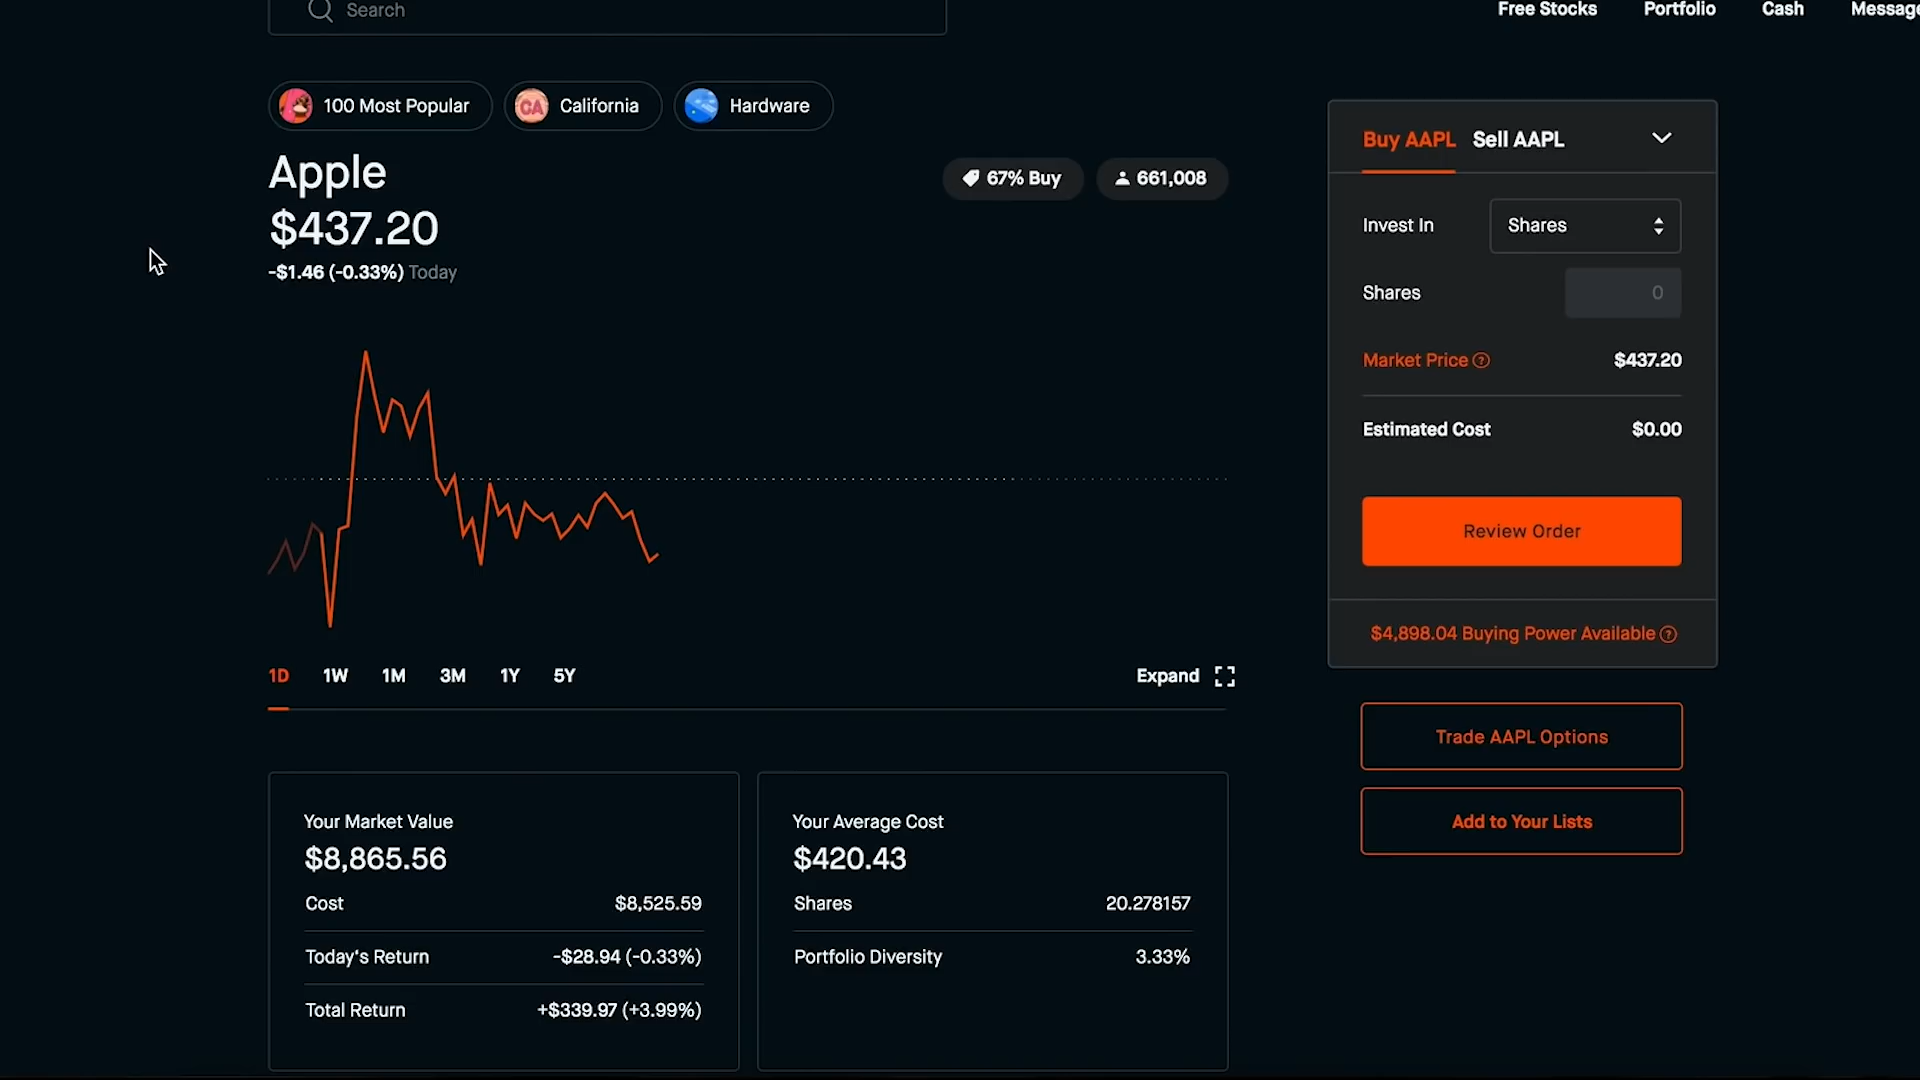 Search
Free Stocks Portfolio Cash Message
100 Most Popular
CA California
Hardware
Apple
$437.20
-$1.46 (-0.33%) Today
67% Buy
661,008
Buy AAPL Sell AAPL
Invest In Shares
Shares 0
Market Price ? $437.20
Estimated Cost $0.00
Review Order
$4,898.04 Buying Power Available ?
1D 1W 1M 3M 1Y 5Y
Expand
Trade AAPL Options
Add to Your Lists
Your Market Value
$8,865.56
Cost $8,525.59
Today's Return -$28.94 (-0.33%)
Total Return +$339.97 (+3.99%)
Your Average Cost
$420.43
Shares 20.278157
Portfolio Diversity 3.33%